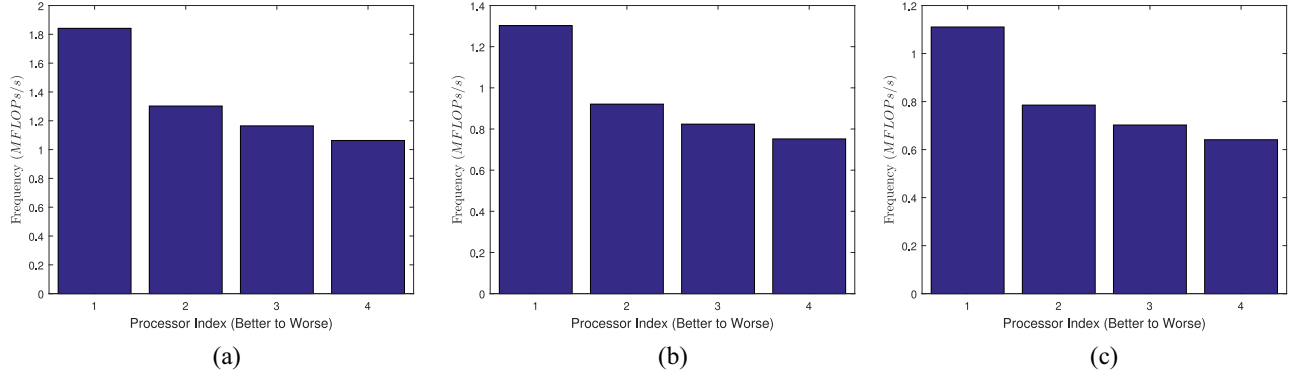 2
1.8
1.6
1.4
1.2
1
0.8
0.6
0.4
0.2
0
Frequency (MFLOPs/s)
1 2 3 4
Processor Index (Better to Worse)
(a)
1.4
1.2
1
0.8
0.6
0.4
0.2
0
Frequency (MFLOPs/s)
1 2 3 4
Processor Index (Better to Worse)
(b)
1.2
1
0.8
0.6
0.4
0.2
0
Frequency (MFLOPs/s)
1 2 3 4
Processor Index (Better to Worse)
(c)